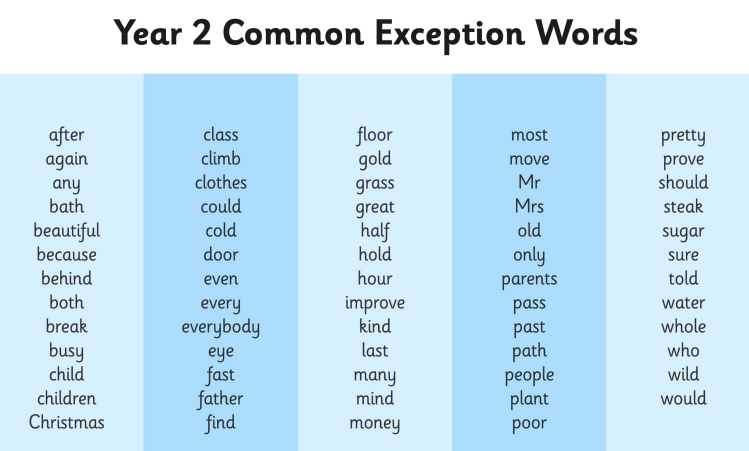 Year 2 Common Exception Words
after
again
any
bath
beautiful
because
behind
both
break
busy
child
children
Christmas
class
climb
clothes
could
cold
door
even
every
everybody
eye
fast
father
find
floor
gold
grass
great
half
hold
hour
improve
kind
last
many
mind
money
most
move
Mr
Mrs
old
only
parents
pass
past
path
people
plant
poor
pretty
prove
should
steak
sugar
sure
told
water
whole
who
wild
would